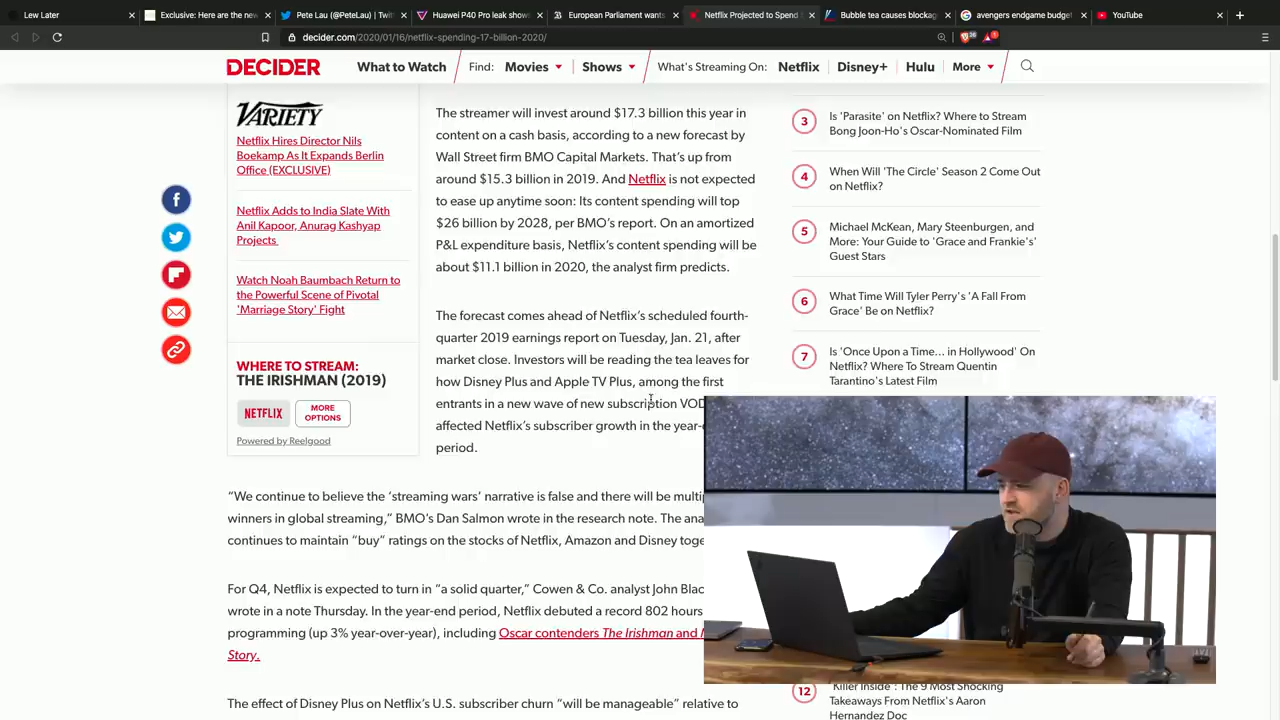 Lew Later
Exclusive: Here are the new
Pete Lau (@PeteLau) | Twitt
Huawei P40 Pro leak shows
European Parliament wants
Netflix Projected to Spend
Bubble tea causes blockage
avengers endgame budget
YouTube
decider.com/2020/01/16/netflix-spending-17-billion-2020/
DECIDER
What to Watch
Find: Movies Shows
What's Streaming On: Netflix Disney+ Hulu More
VARIETY
Netflix Hires Director Nils
Boekamp As It Expands Berlin
Office (EXCLUSIVE)
Netflix Adds to India Slate With
Anil Kapoor, Anurag Kashyap
Projects
Watch Noah Baumbach Return to
the Powerful Scene of Pivotal
'Marriage Story' Fight
WHERE TO STREAM:
THE IRISHMAN (2019)
NETFLIX
MORE
OPTIONS
Powered by Reelgood
The streamer will invest around $17.3 billion this year in
content on a cash basis, according to a new forecast by
Wall Street firm BMO Capital Markets. That's up from
around $15.3 billion in 2019. And Netflix is not expected
to ease up anytime soon: Its content spending will top
$26 billion by 2028, per BMO's report. On an amortized
P&L expenditure basis, Netflix's content spending will be
about $11.1 billion in 2020, the analyst firm predicts.
The forecast comes ahead of Netflix's scheduled fourth-
quarter 2019 earnings report on Tuesday, Jan. 21, after
market close. Investors will be reading the tea leaves for
how Disney Plus and Apple TV Plus, among the first
entrants in a new wave of new subscription VOD
affected Netflix's subscriber growth in the year-
period.
“We continue to believe the ‘streaming wars’ narrative is false and there will be
winners in global streaming,” BMO's Dan Salmon wrote in the research note. The
continues to maintain “buy” ratings on the stocks of Netflix, Amazon and Disney
For Q4, Netflix is expected to turn in “a solid quarter,” Cowen & Co. analyst John
wrote in a note Thursday. In the year-end period, Netflix debuted a record 802 hours
programming (up 3% year-over-year), including Oscar contenders The Irishman and
Story.
The effect of Disney Plus on Netflix's U.S. subscriber churn “will be manageable” relative to
3
Is 'Parasite' on Netflix? Where to Stream
Bong Joon-Ho's Oscar-Nominated Film
4
When Will 'The Circle' Season 2 Come Out
on Netflix?
5
Michael McKean, Mary Steenburgen, and
More: Your Guide to 'Grace and Frankie's'
Guest Stars
6
What Time Will Tyler Perry's 'A Fall From
Grace' Be on Netflix?
7
Is 'Once Upon a Time... in Hollywood' On
Netflix? Where To Stream Quentin
Tarantino's Latest Film
12
'Killer Inside': The 9 Most Shocking
Takeaways From Netflix's Aaron
Hernandez Doc